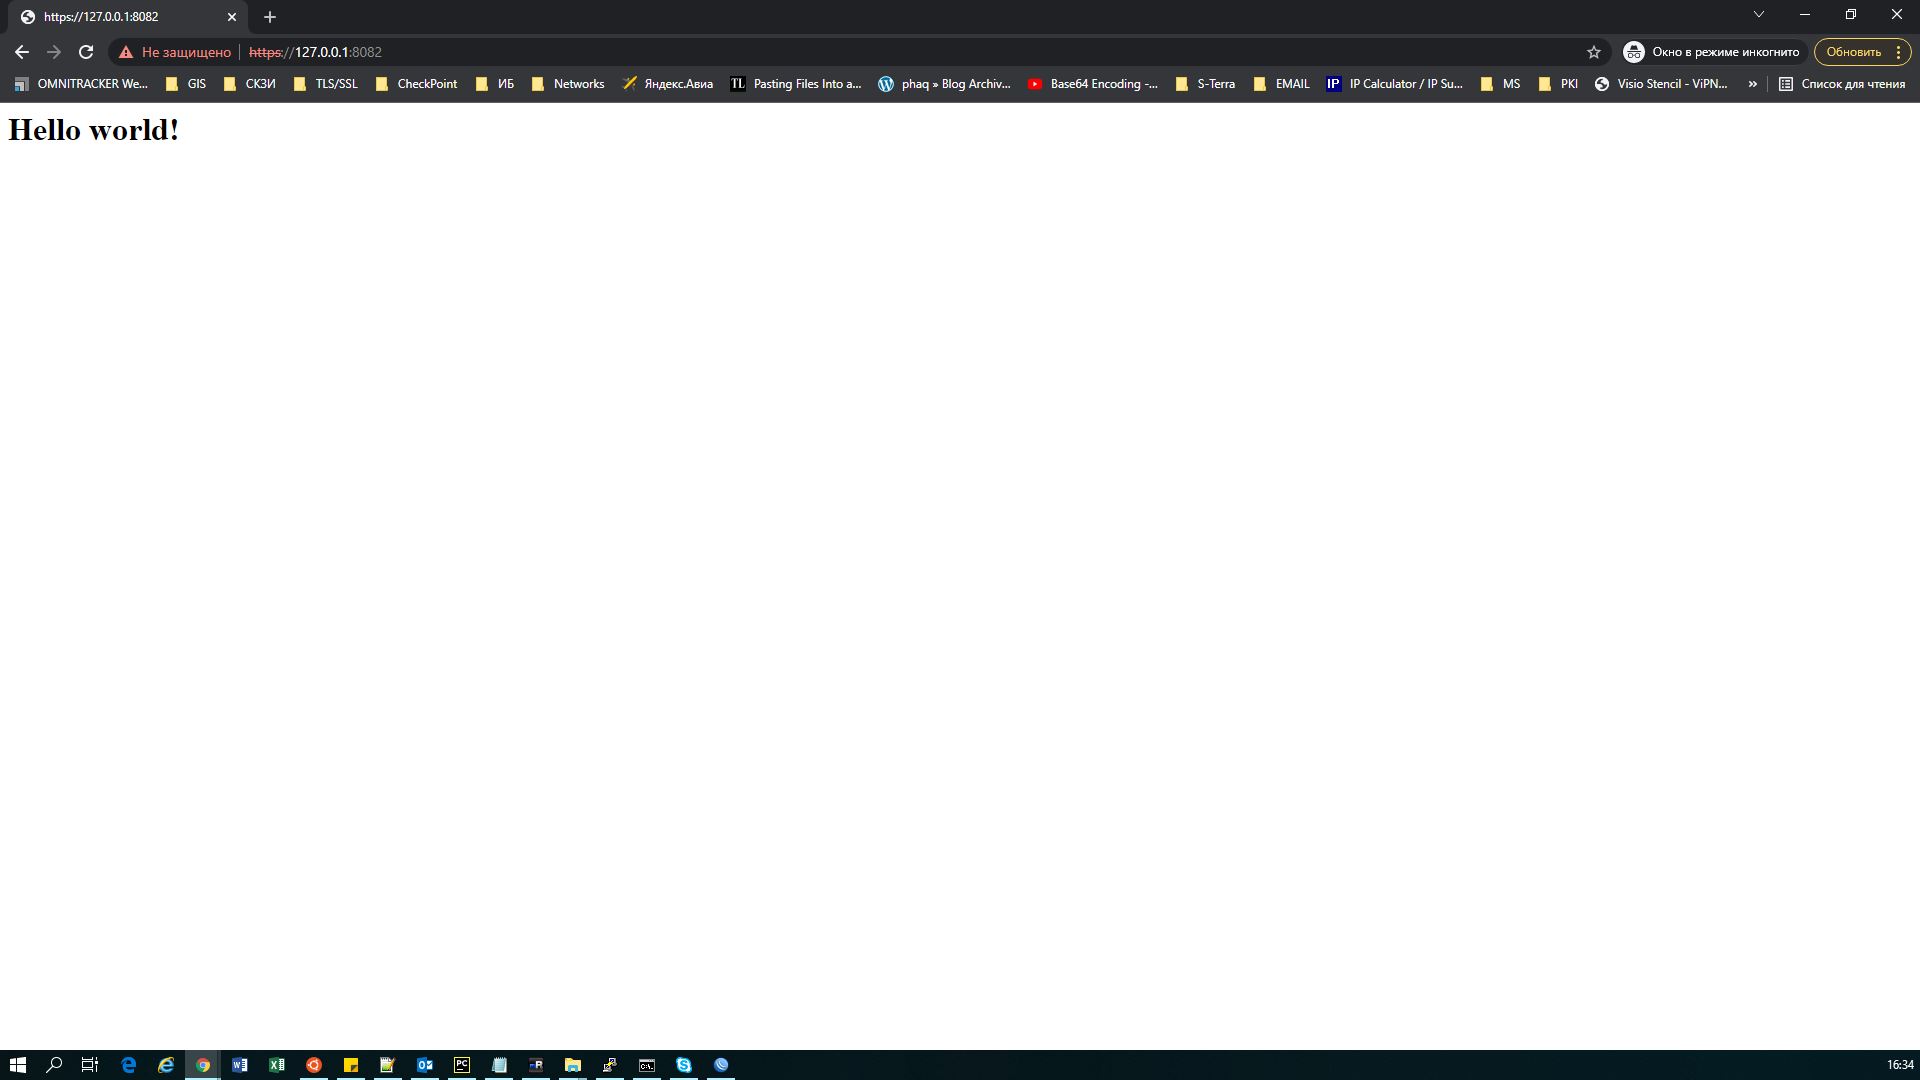 https://127.0.0.1:8082
Не защищено https://127.0.0.1:8082 Окно в режиме инкогнито Обновить
OMNITRACKER We... GIS СКЗИ TLS/SSL CheckPoint ИБ Networks Яндекс.Авиа TL Pasting Files Into a... phaq » Blog Archiv... Base64 Encoding -... S-Terra EMAIL IP IP Calculator / IP Su... MS PKI Visio Stencil - ViPN... » Список для чтения
Hello world!
16:34